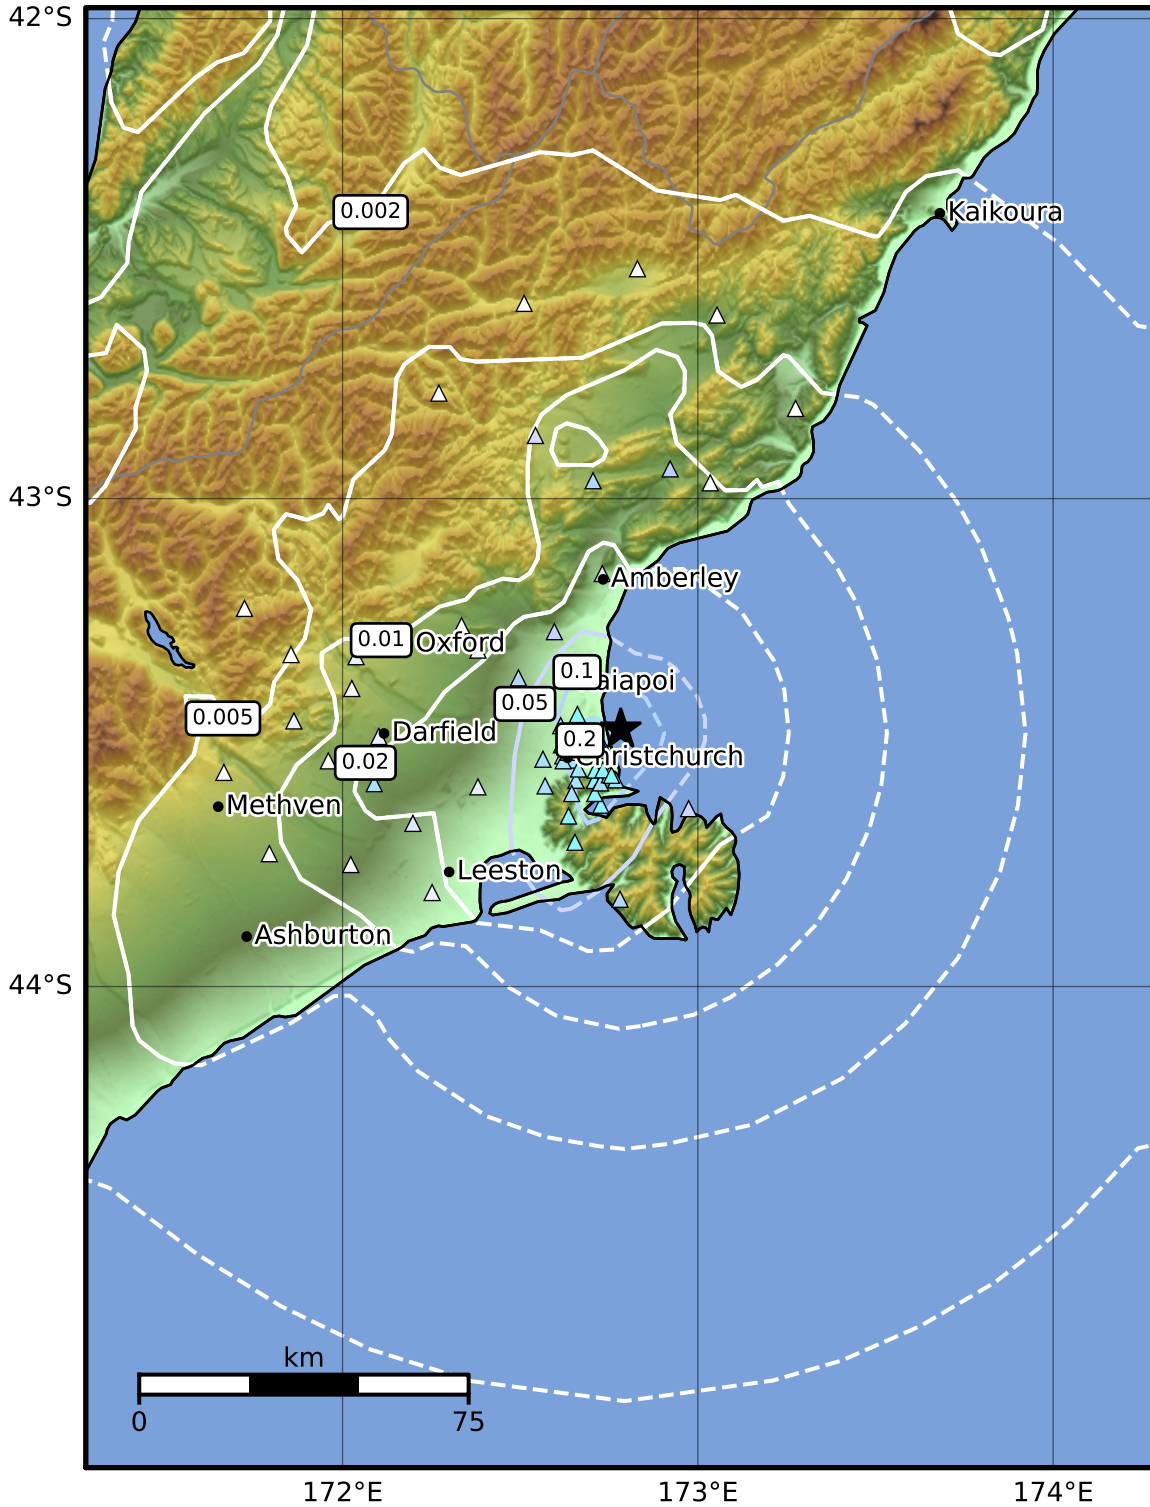 42°S
0.002
Kaikoura
43°S
Amberley
0.01
Oxford
0.1
aiapoi
0.05
0.005
Darfield
0.2
Christchurch
0.02
Methven
Leeston
Ashburton
44°S
km
0
75
172°E
173°E
174°E